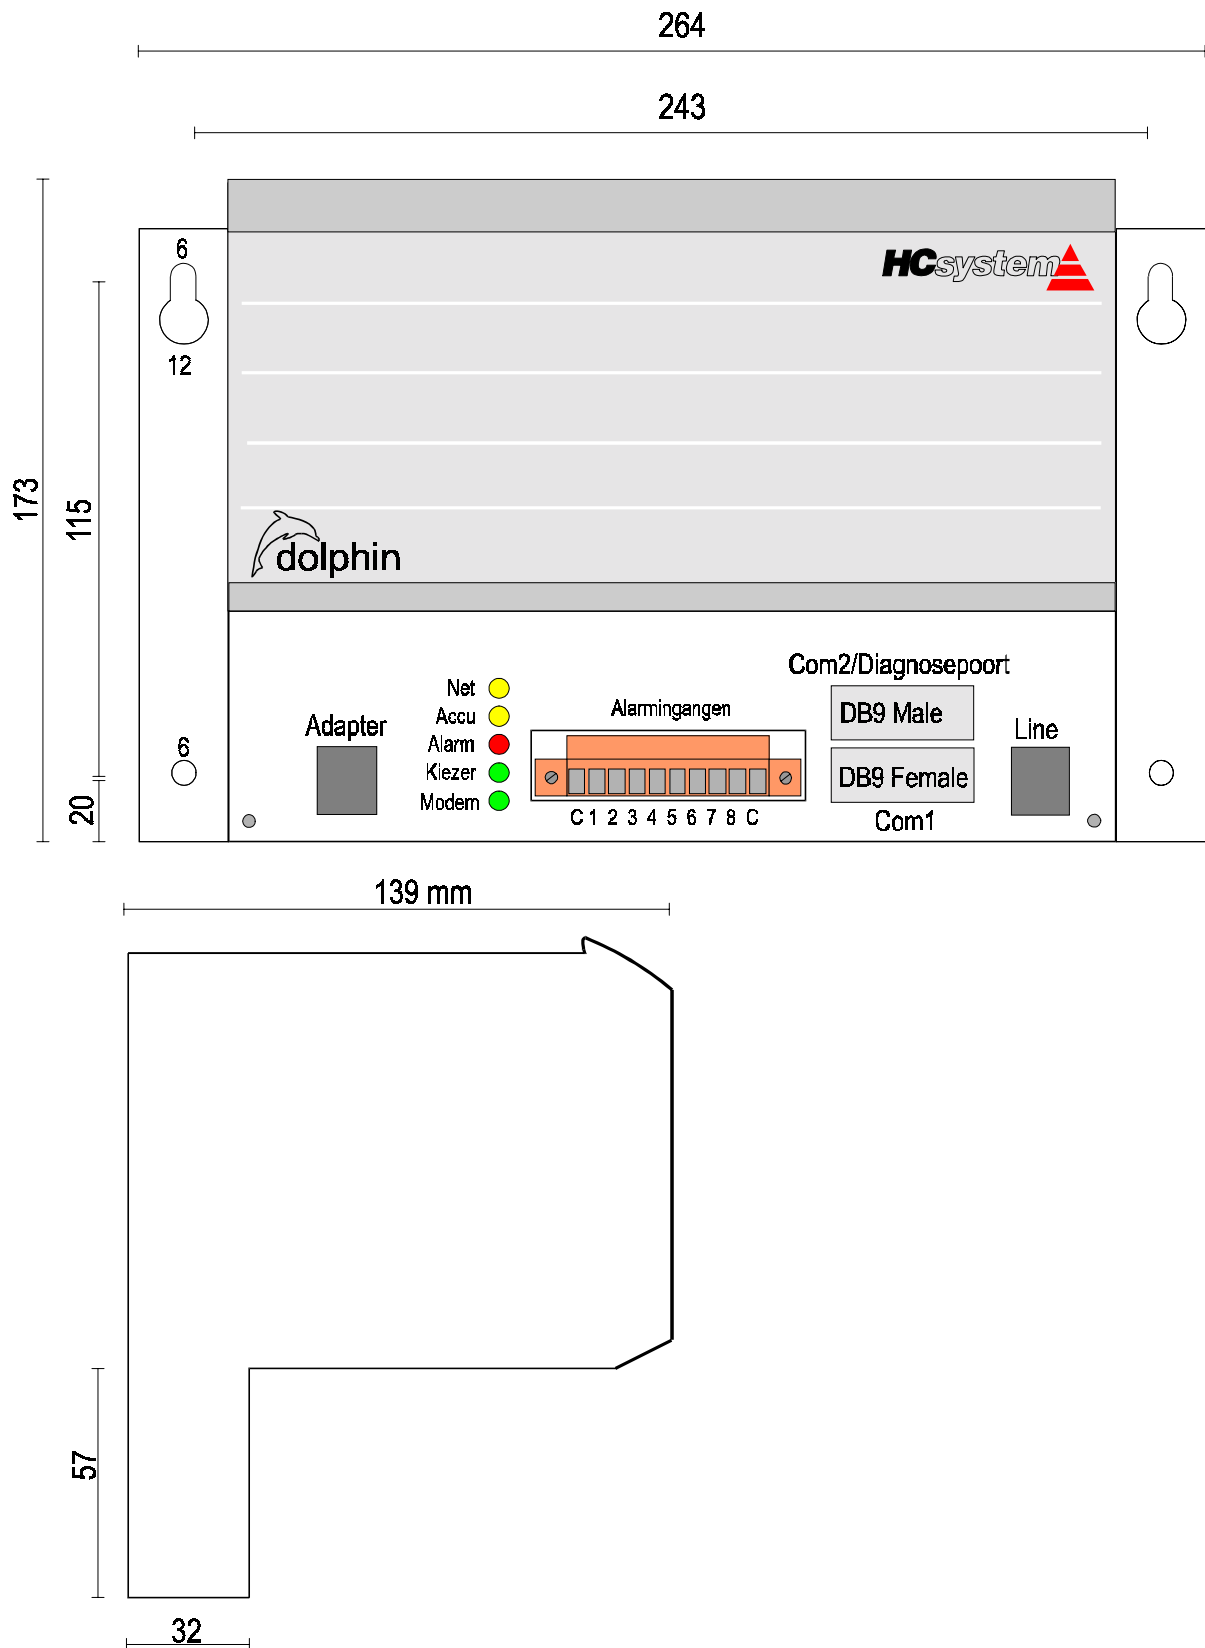 264
243
6
HCsystem
12
173
115
dolphin
Com2/Diagnosepoort
Net
Accu
Alarm
Kiezer
Modem
Alarmingangen
DB9 Male
Adapter
Line
6
DB9 Female
20
C 1 2 3 4 5 6 7 8 C
Com1
139 mm
57
32